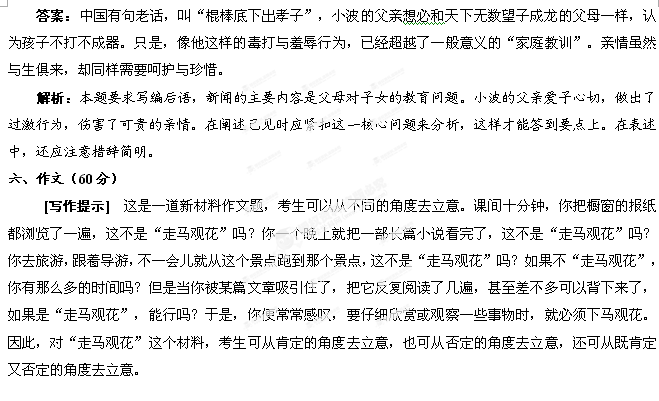 答案：中国有句老话，叫“棍棒底下出孝子”，小波的父亲想必和天下无数望子成龙的父母一样，认
为孩子不打不成器。只是，像他这样的毒打与羞辱行为，已经超越了一般意义的“家庭教训”。亲情虽然
与生俱来，却同样需要呵护与珍惜。
解析：本题要求写编后语，新闻的主要内容是父母对子女的教育问题。小波的父亲爱子心切，做出了
过激行为，伤害了可贵的亲情。在阐述己见时应紧扣这一核心问题来分析，这样才能答到要点上。在表述
中，还应注意措辞简明。
六、作文（60分）
[写作提示]　这是一道新材料作文题，考生可以从不同的角度去立意。课间十分钟，你把橱窗的报纸
都浏览了一遍，这不是“走马观花”吗？你一个晚上就把一部长篇小说看完了，这不是“走马观花”吗？
你去旅游，跟着导游，不一会儿就从这个景点跑到那个景点，这不是“走马观花”吗？如果不“走马观花”，
你有那么多的时间吗？但是当你被某篇文章吸引住了，把它反复阅读了几遍，甚至差不多可以背下来了，
如果是“走马观花”，能行吗？于是，你便常常感叹，要仔细欣赏或观察一些事物时，就必须下马观花。
因此，对“走马观花”这个材料，考生可从肯定的角度去立意，也可从否定的角度去立意，还可从既肯定
又否定的角度去立意。